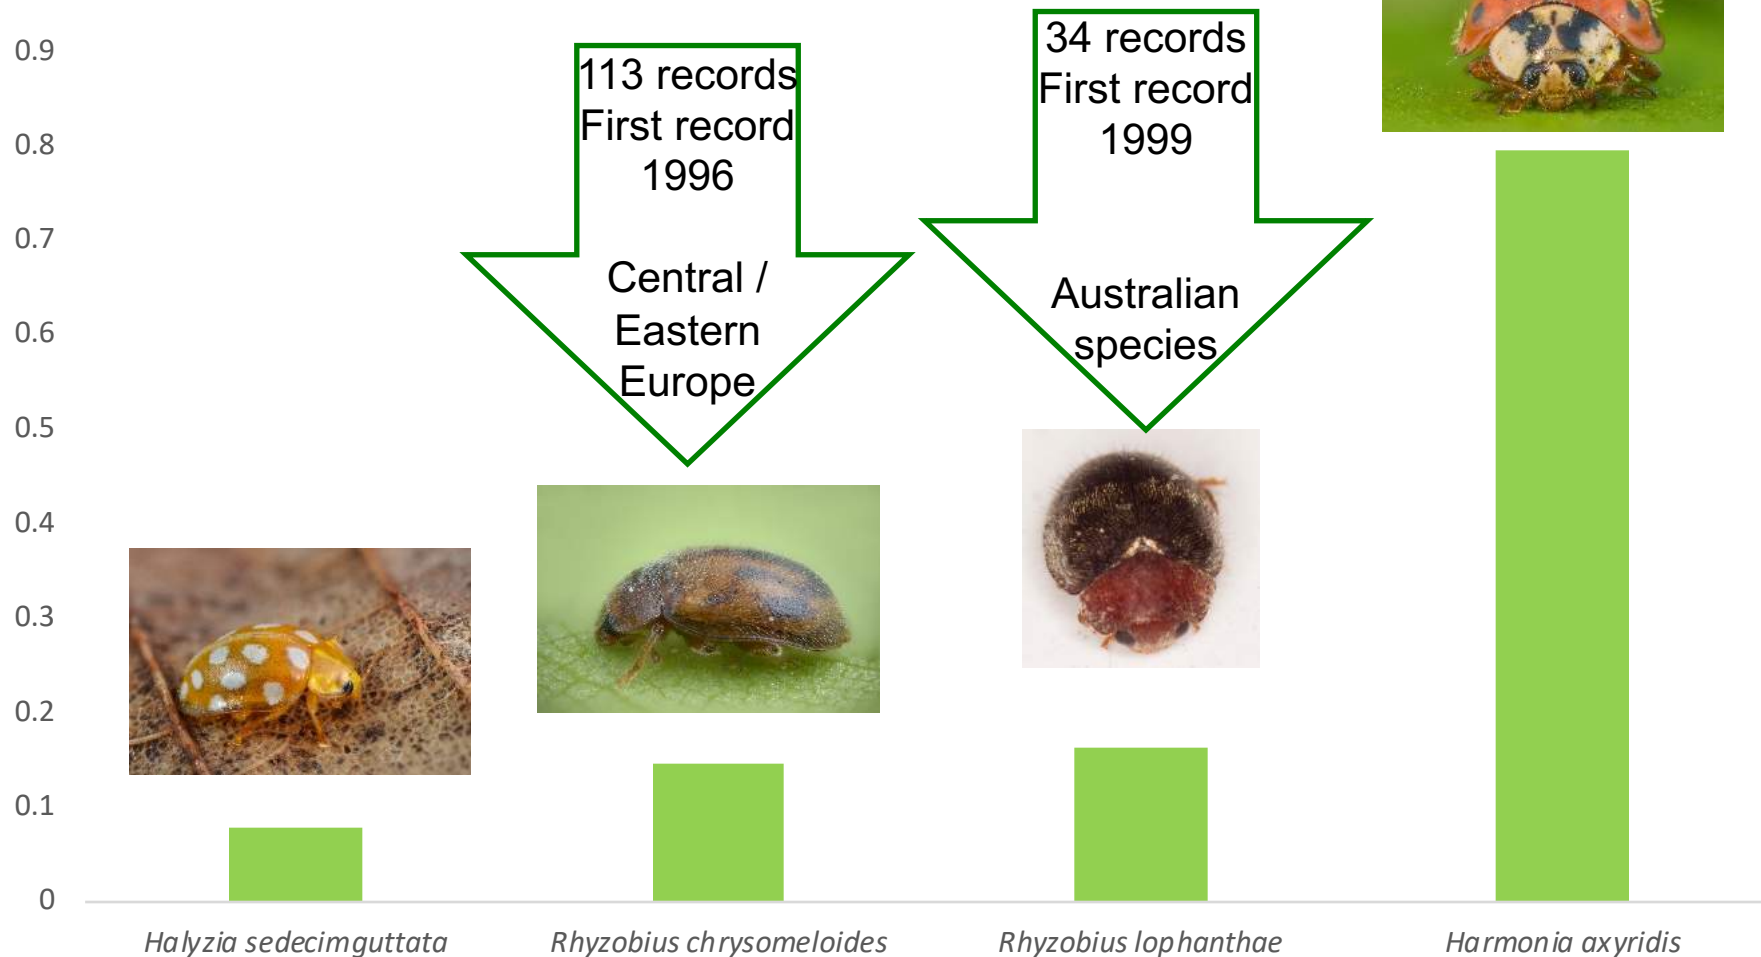 0.9
0.8
0.7
0.6
0.5
0.4
0.3
0.2
0.1
0
113 records
First record
1996
Central /
Eastern
Europe
34 records
First record
1999
Australian
species
Halyzia sedecimguttata
Rhyzobius chrysomeloides
Rhyzobius lophanthae
Harmonia axyridis